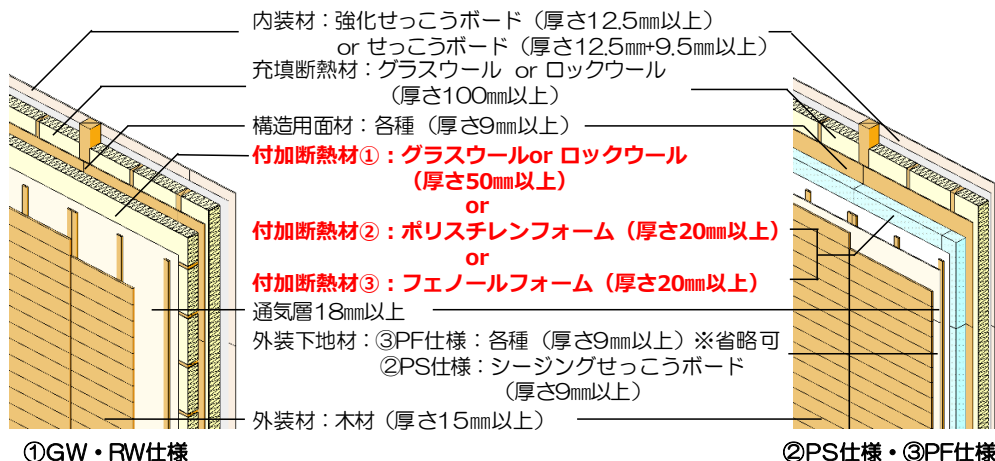 内装材：強化せっこうボード（厚さ12.5㎜以上）
or せっこうボード（厚さ12.5㎜+9.5㎜以上）
充填断熱材：グラスウール or ロックウール
（厚さ100㎜以上）
構造用面材：各種（厚さ9㎜以上）
付加断熱材①：グラスウールor ロックウール
（厚さ50㎜以上）
or
付加断熱材②：ポリスチレンフォーム（厚さ20㎜以上）
or
付加断熱材③：フェノールフォーム（厚さ20㎜以上）
通気層18㎜以上
外装下地材：③PF仕様：各種（厚さ9㎜以上）※省略可
②PS仕様：シージングせっこうボード
（厚さ9㎜以上）
外装材：木材（厚さ15㎜以上）
①GW・RW仕様
②PS仕様・③PF仕様